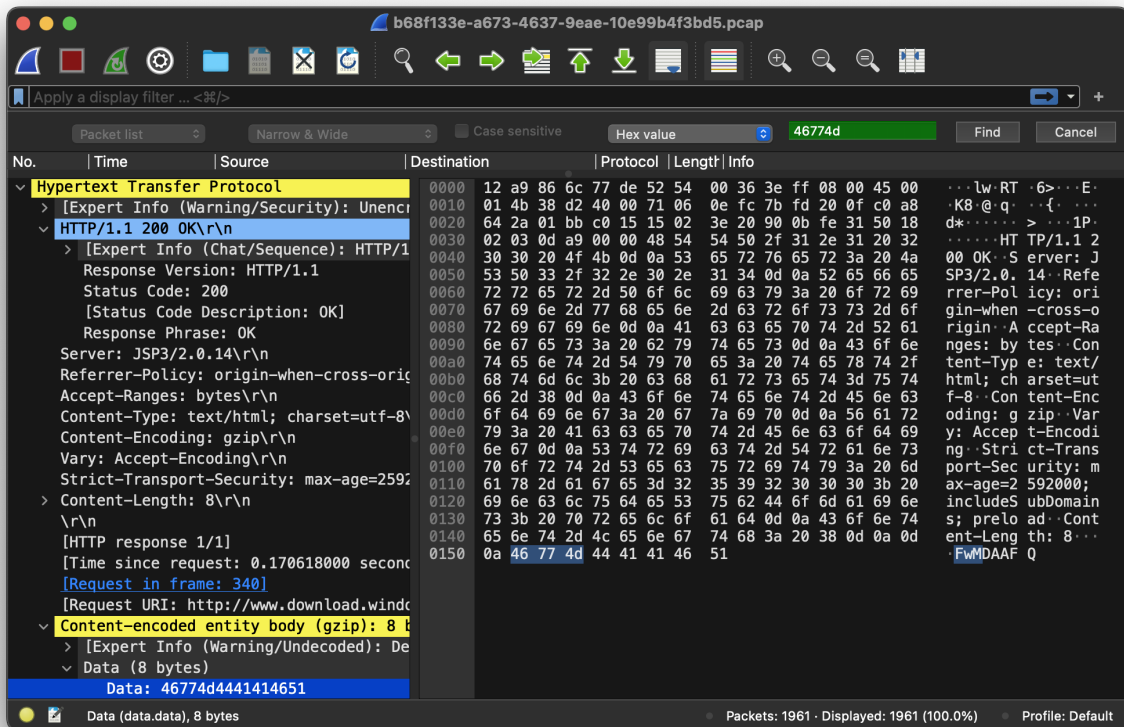 b68f133e-a673-4637-9eae-10e99b4f3bd5.pcap
Apply a display filter ... <⌘/>
Packet list Narrow & Wide Case sensitive Hex value 46774d Find Cancel
No. Time Source Destination Protocol Lengtr Info
Hypertext Transfer Protocol
[Expert Info (Warning/Security): Unencr
HTTP/1.1 200 OK\r\n
[Expert Info (Chat/Sequence): HTTP/1
Response Version: HTTP/1.1
Status Code: 200
[Status Code Description: OK]
Response Phrase: OK
Server: JSP3/2.0.14\r\n
Referrer-Policy: origin-when-cross-orig
Accept-Ranges: bytes\r\n
Content-Type: text/html; charset=utf-8\
Content-Encoding: gzip\r\n
Vary: Accept-Encoding\r\n
Strict-Transport-Security: max-age=2592
Content-Length: 8\r\n
\r\n
[HTTP response 1/1]
[Time since request: 0.170618000 second
[Request in frame: 340]
[Request URI: http://www.download.windo
Content-encoded entity body (gzip): 8 b
[Expert Info (Warning/Undecoded): De
Data (8 bytes)
Data: 46774d4441414651
0000 12 a9 86 6c 77 de 52 54 00 36 3e ff 08 00 45 00 ···lw·RT ·6>···E·
0010 01 4b 38 d2 40 00 71 06 0e fc 7b fd 20 0f c0 a8 ·K8·@·q· ··{· ···
0020 64 2a 01 bb c0 15 15 02 3e 20 90 0b fe 31 50 18 d*······ > ···1P·
0030 02 03 0d a9 00 00 48 54 54 50 2f 31 2e 31 20 32 ······HT TP/1.1 2
0040 30 30 20 4f 4b 0d 0a 53 65 72 76 65 72 3a 20 4a 00 OK··S erver: J
0050 53 50 33 2f 32 2e 30 2e 31 34 0d 0a 52 65 66 65 SP3/2.0. 14··Refe
0060 72 72 65 72 2d 50 6f 6c 69 63 79 3a 20 6f 72 69 rrer-Pol icy: ori
0070 67 69 6e 2d 77 68 65 6e 2d 63 72 6f 73 73 2d 6f gin-when -cross-o
0080 72 69 67 69 6e 0d 0a 41 63 63 65 70 74 2d 52 61 rigin··A ccept-Ra
0090 6e 67 65 73 3a 20 62 79 74 65 73 0d 0a 43 6f 6e nges: by tes··Con
00a0 74 65 6e 74 2d 54 79 70 65 3a 20 74 65 78 74 2f tent-Typ e: text/
00b0 68 74 6d 6c 3b 20 63 68 61 72 73 65 74 3d 75 74 html; ch arset=ut
00c0 66 2d 38 0d 0a 43 6f 6e 74 65 6e 74 2d 45 6e 63 f-8··Con tent-Enc
00d0 6f 64 69 6e 67 3a 20 67 7a 69 70 0d 0a 56 61 72 oding: g zip··Var
00e0 79 3a 20 41 63 63 65 70 74 2d 45 6e 63 6f 64 69 y: Accep t-Encodi
00f0 6e 67 0d 0a 53 74 72 69 63 74 2d 54 72 61 6e 73 ng··Stri ct-Trans
0100 70 6f 72 74 2d 53 65 63 75 72 69 74 79 3a 20 6d port-Sec urity: m
0110 61 78 2d 61 67 65 3d 32 35 39 32 30 30 30 3b 20 ax-age=2 592000;
0120 69 6e 63 6c 75 64 65 53 75 62 44 6f 6d 61 69 6e includeS ubDomain
0130 73 3b 20 70 72 65 6c 6f 61 64 0d 0a 43 6f 6e 74 s; prelo ad··Cont
0140 65 6e 74 2d 4c 65 6e 67 74 68 3a 20 38 0d 0a 0d ent-Leng th: 8···
0150 0a 46 77 4d 44 41 41 46 51 ·FwMDAAF Q
Data (data.data), 8 bytes Packets: 1961 · Displayed: 1961 (100.0%) Profile: Default